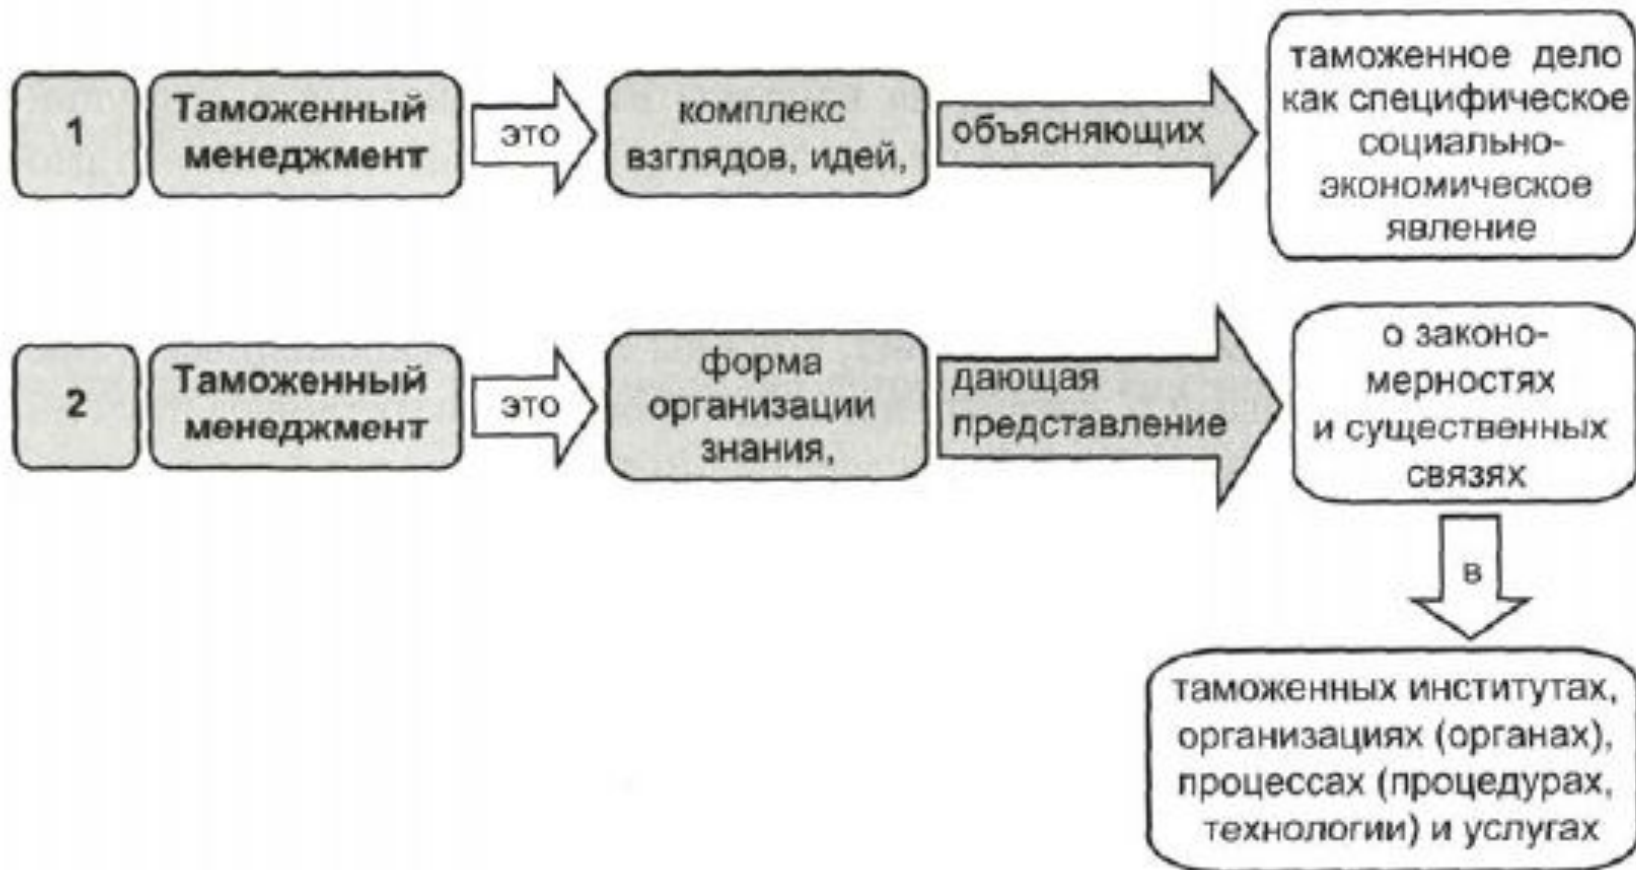 1
Таможенный
менеджмент
это
комплекс
взглядов, идей,
объясняющих
таможенное дело
как специфическое
социально-
экономическое
явление
2
Таможенный
менеджмент
это
форма
организации
знания,
дающая
представление
о законо-
мерностях
и существенных
связях
в
таможенных институтах,
организациях (органах),
процессах (процедурах,
технологии) и услугах